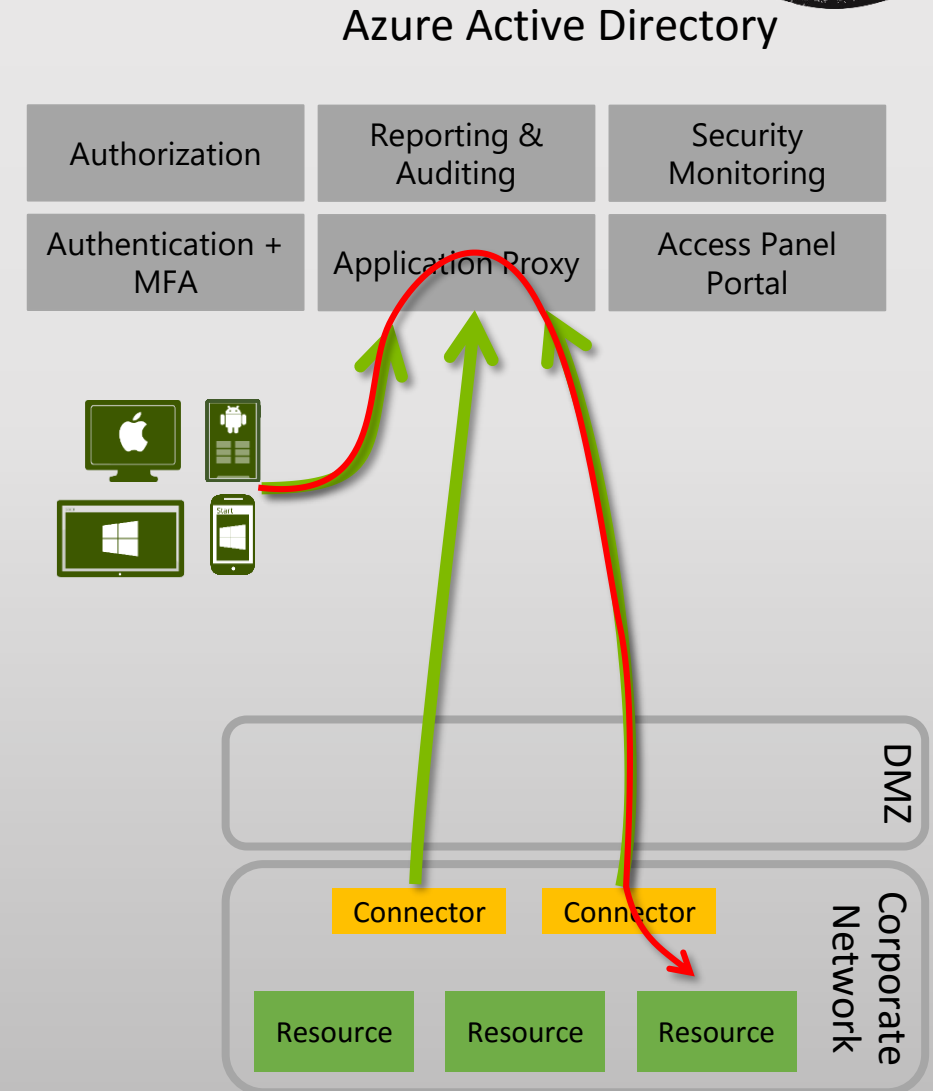 Azure Active Directory
Authorization
Reporting &
Auditing
Security
Monitoring
Authentication +
MFA
Application Proxy
Access Panel
Portal
Start
DMZ
Connector
Connector
Corporate
Network
Resource
Resource
Resource